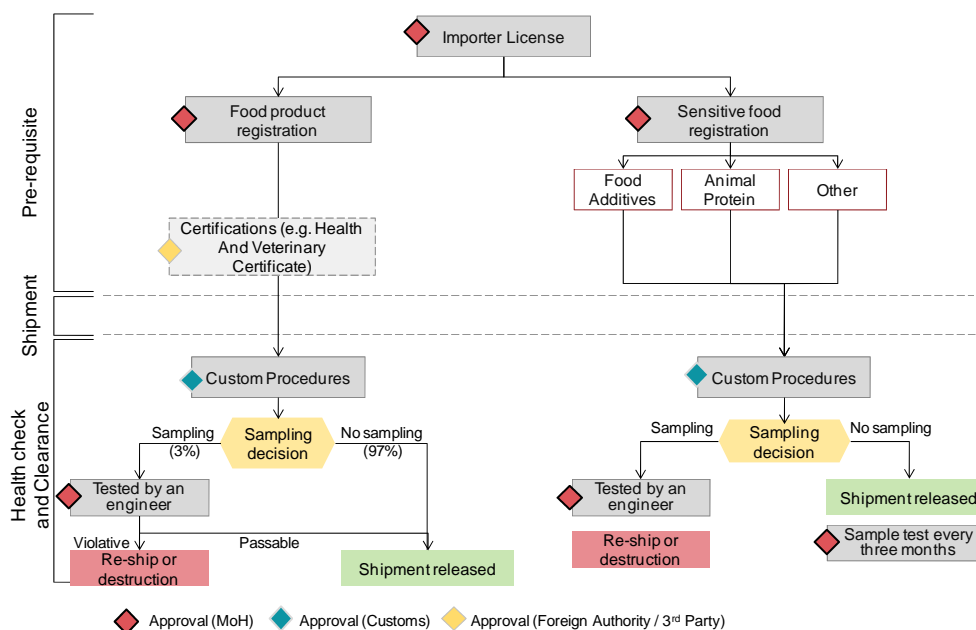 Pre-requisite
Importer License
Food product
registration
Sensitive food
registration
Food
Additives
Animal
Protein
Other
Certifications (e.g. Health
And Veterinary
Certificate)
Shipment
Health check
and Clearance
Custom Procedures
Custom Procedures
Sampling
(3%)
Sampling
decision
No sampling
(97%)
Sampling
Sampling
decision
No sampling
Tested by an
engineer
Tested by an
engineer
Shipment released
Violative
Passable
Re-ship or
destruction
Shipment released
Re-ship or
destruction
Sample test every
three months
Approval (MoH)
Approval (Customs)
Approval (Foreign Authority / 3rd Party)